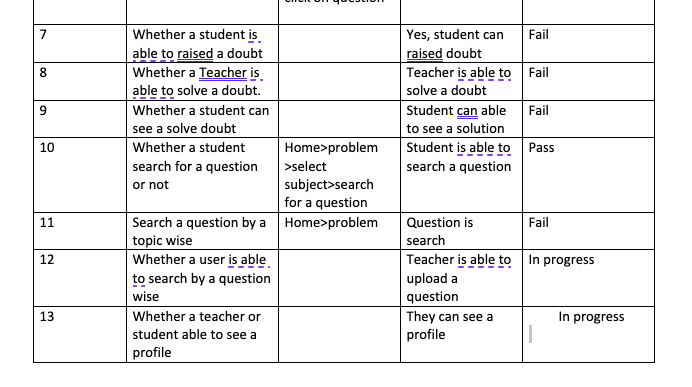 click on question
7 Whether a student is Yes, student can Fail
able to raised a doubt raised doubt
8 Whether a Teacher is Teacher is able to Fail
able to solve a doubt. solve a doubt
9 Whether a student can Student can able Fail
see a solve doubt to see a solution
10 Whether a student Home>problem Student is able to Pass
search for a question >select search a question
or not subject>search
for a question
11 Search a question by a Home>problem Question is Fail
topic wise search
12 Whether a user is able Teacher is able to In progress
to search by a question upload a
wise question
13 Whether a teacher or They can see a In progress
student able to see a profile
profile